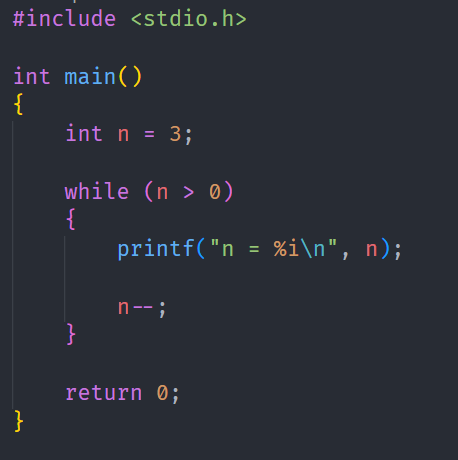 #include <stdio.h>
int main()
{
    int n = 3;
    while (n > 0)
    {
        printf("n = %i\n", n);
        n--;
    }
    return 0;
}